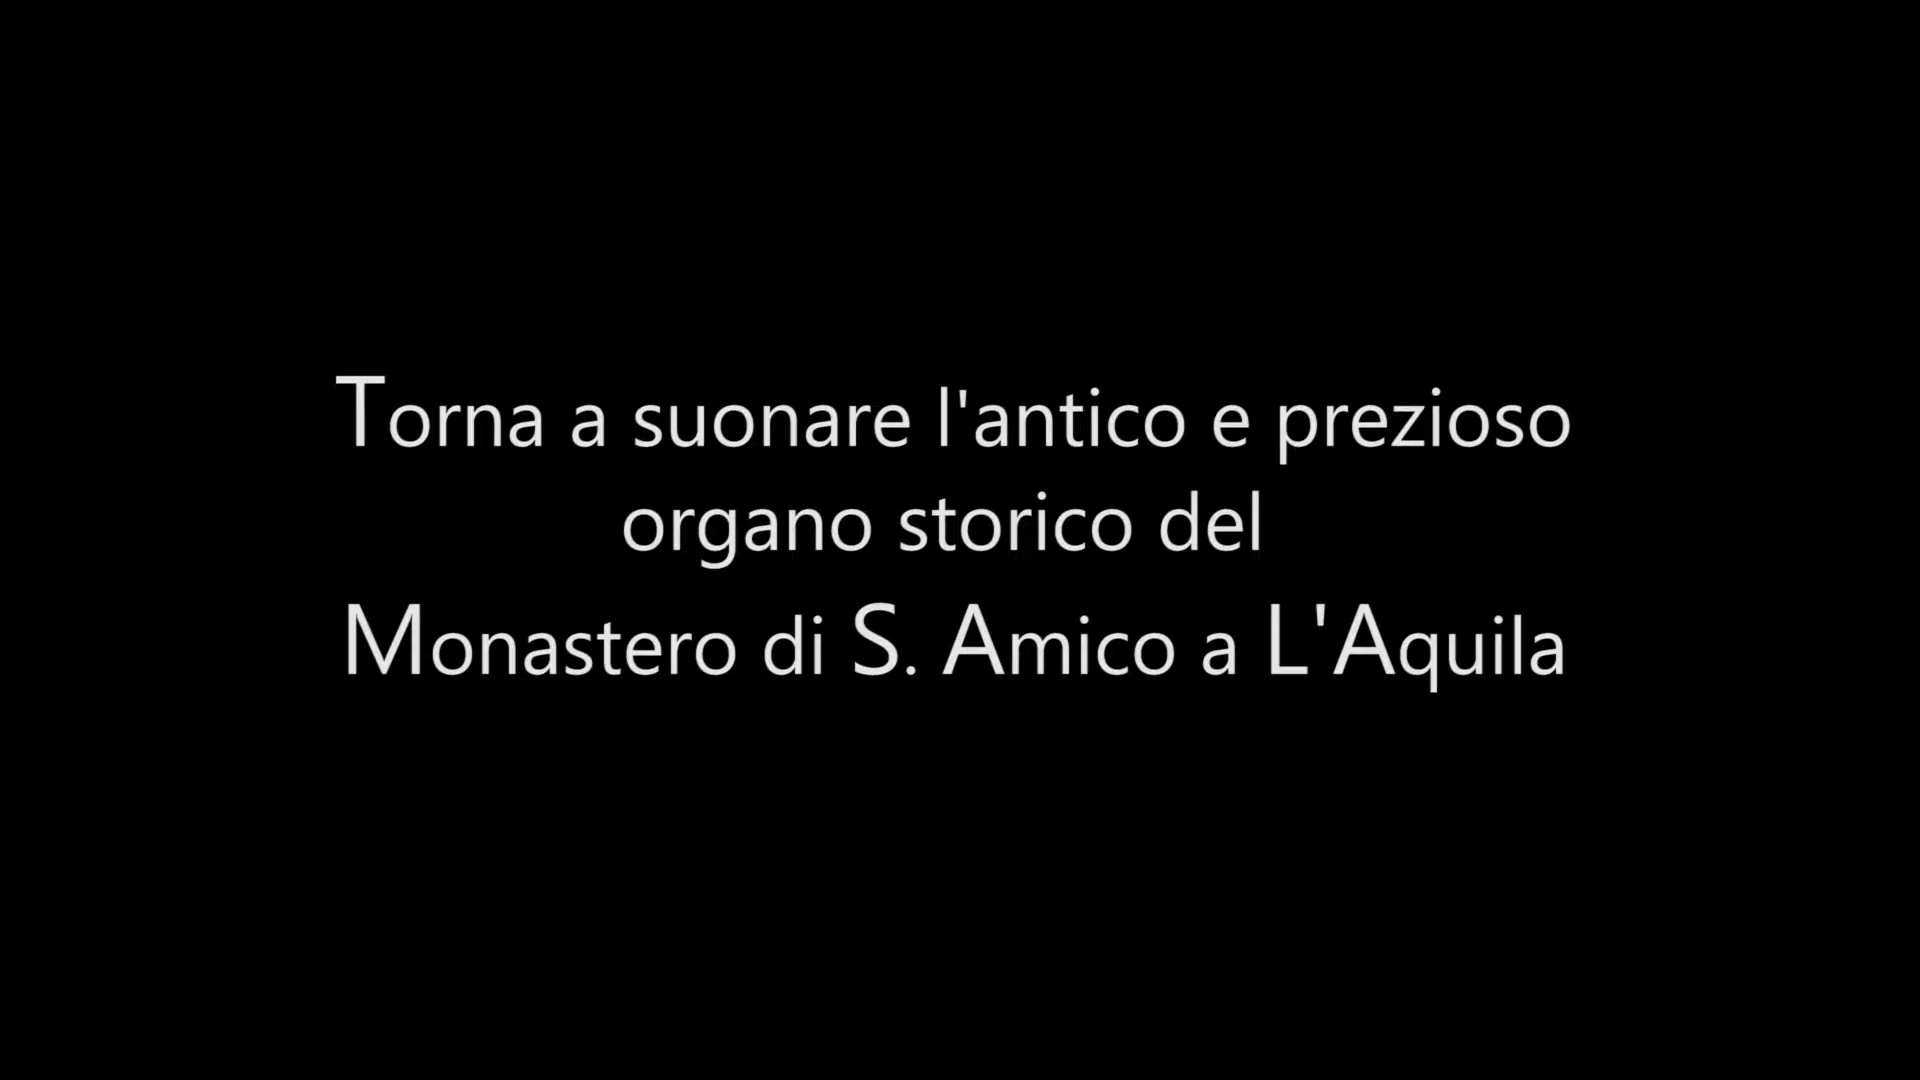 Torna a suonare l'antico e prezioso
organo storico del
Monastero di S. Amico a L'Aquila